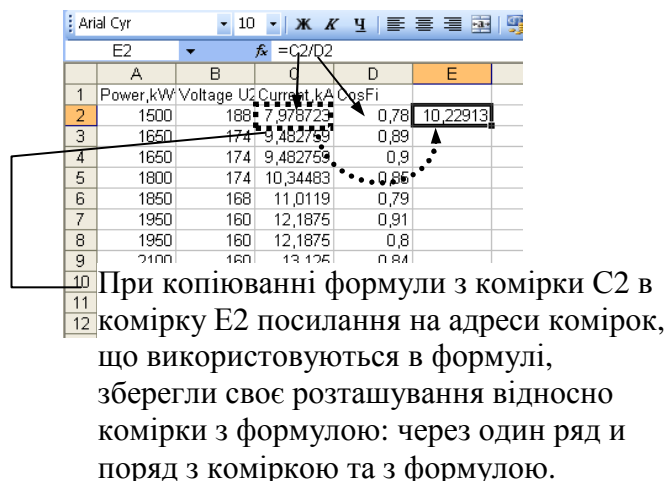 Arial Cyr 10 Ж К Ч
E2 fx =C2/D2
A B C D E
1 Power,kW Voltage U2 Current,kA CosFi
2 1500 188 7,978723 0,78 10,22913
3 1650 174 9,482759 0,89
4 1650 174 9,482759 0,9
5 1800 174 10,34483 0,86
6 1850 168 11,0119 0,79
7 1950 160 12,1875 0,91
8 1950 160 12,1875 0,8
9 2100 160 13,125 0,84
10 При копіюванні формули з комірки С2 в
11
12 комірку Е2 посилання на адреси комірок,
що використовуються в формулі,
зберегли своє розташування відносно
комірки з формулою: через один ряд и
поряд з коміркою та з формулою.